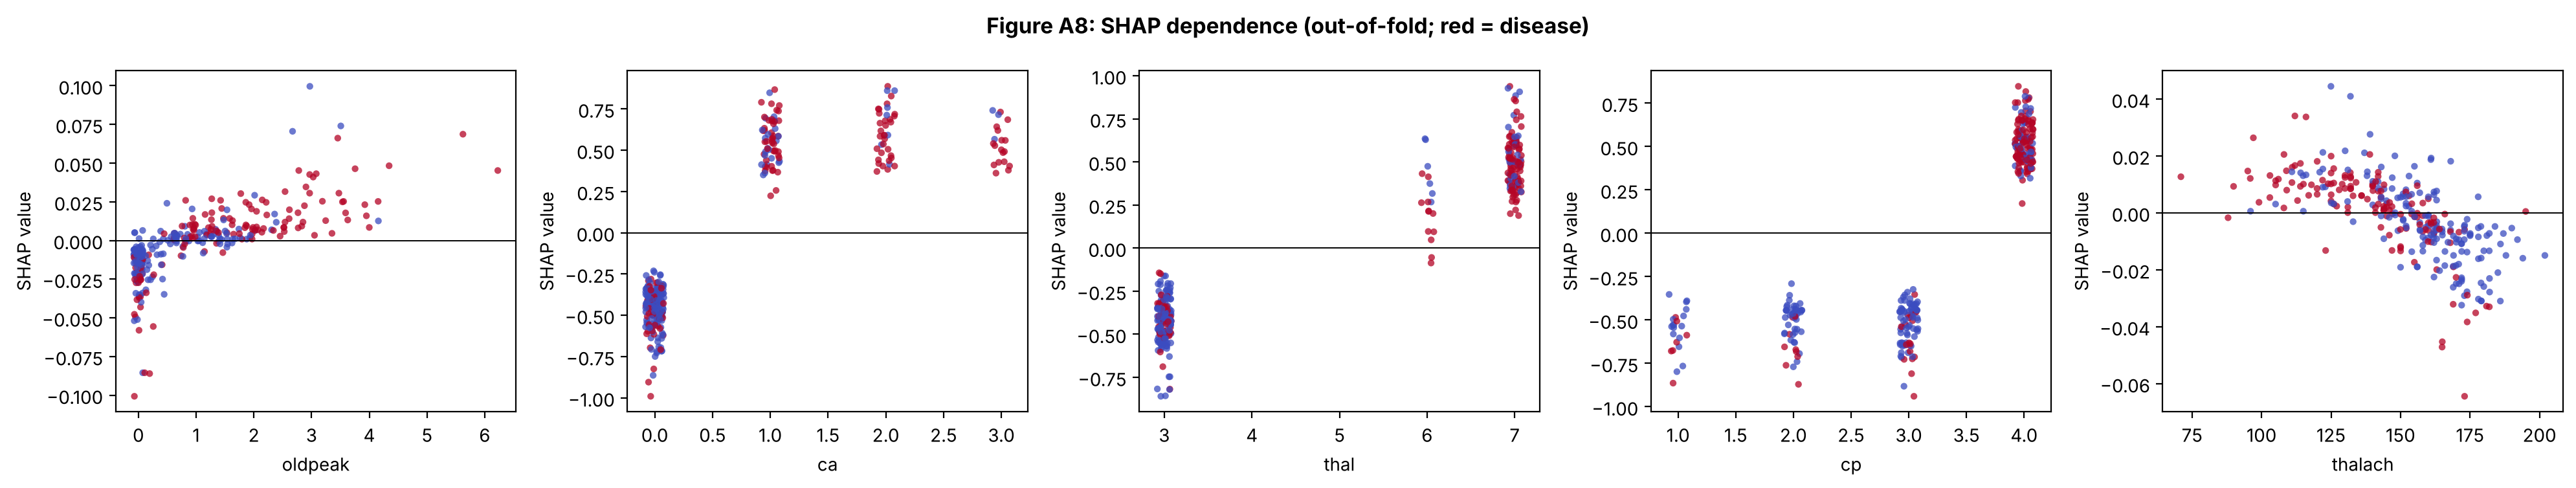 Figure A8: SHAP dependence (out-of-fold; red = disease)
SHAP value
0.100
0.075
0.050
0.025
0.000
−0.025
−0.050
−0.075
−0.100
0 1 2 3 4 5 6
oldpeak
SHAP value
0.75
0.50
0.25
0.00
−0.25
−0.50
−0.75
−1.00
0.0 0.5 1.0 1.5 2.0 2.5 3.0
ca
SHAP value
1.00
0.75
0.50
0.25
0.00
−0.25
−0.50
−0.75
3 4 5 6 7
thal
SHAP value
0.75
0.50
0.25
0.00
−0.25
−0.50
−0.75
−1.00
1.0 1.5 2.0 2.5 3.0 3.5 4.0
cp
SHAP value
0.04
0.02
0.00
−0.02
−0.04
−0.06
75 100 125 150 175 200
thalach